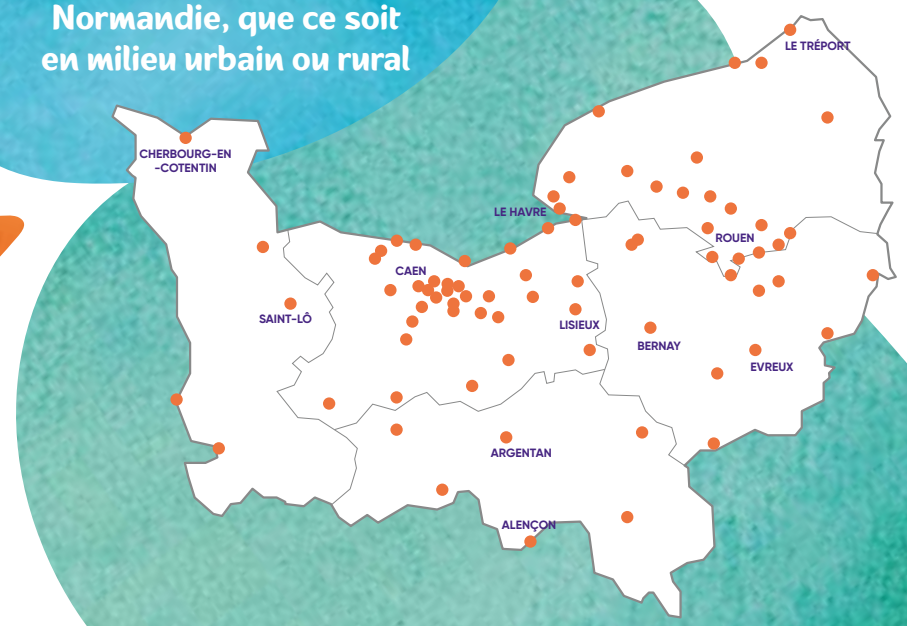 Normandie, que ce soit
en milieu urbain ou rural
LE TRÉPORT
CHERBOURG-EN
-COTENTIN
LE HAVRE
ROUEN
CAEN
SAINT-LÔ
LISIEUX
BERNAY
EVREUX
ARGENTAN
ALENÇON